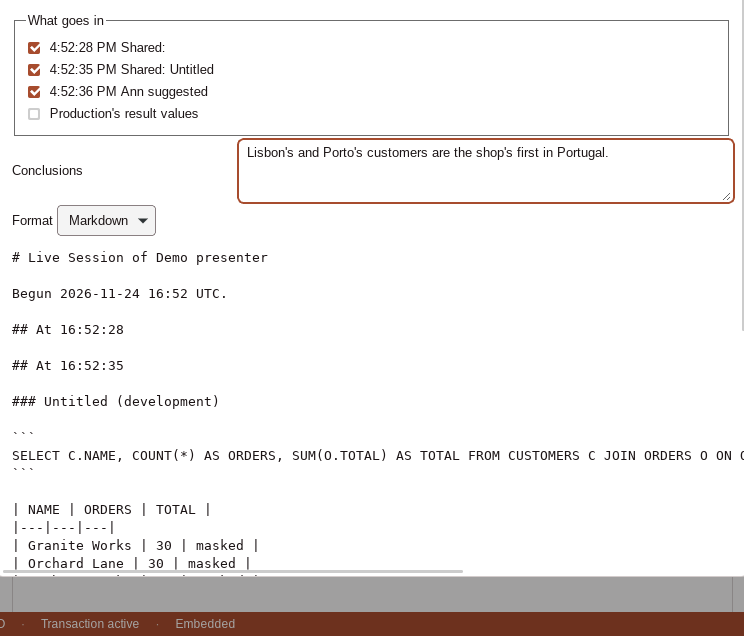 What goes in
4:52:28 PM Shared:
4:52:35 PM Shared: Untitled
4:52:36 PM Ann suggested
Production's result values
Conclusions
Lisbon's and Porto's customers are the shop's first in Portugal.
Format
Markdown
# Live Session of Demo presenter
Begun 2026-11-24 16:52 UTC.
## At 16:52:28
## At 16:52:35
### Untitled (development)
```
SELECT C.NAME, COUNT(*) AS ORDERS, SUM(O.TOTAL) AS TOTAL FROM CUSTOMERS C JOIN ORDERS O ON
```
| NAME | ORDERS | TOTAL |
|---|---|---|
| Granite Works | 30 | masked |
| Orchard Lane | 30 | masked |
· Transaction active · Embedded